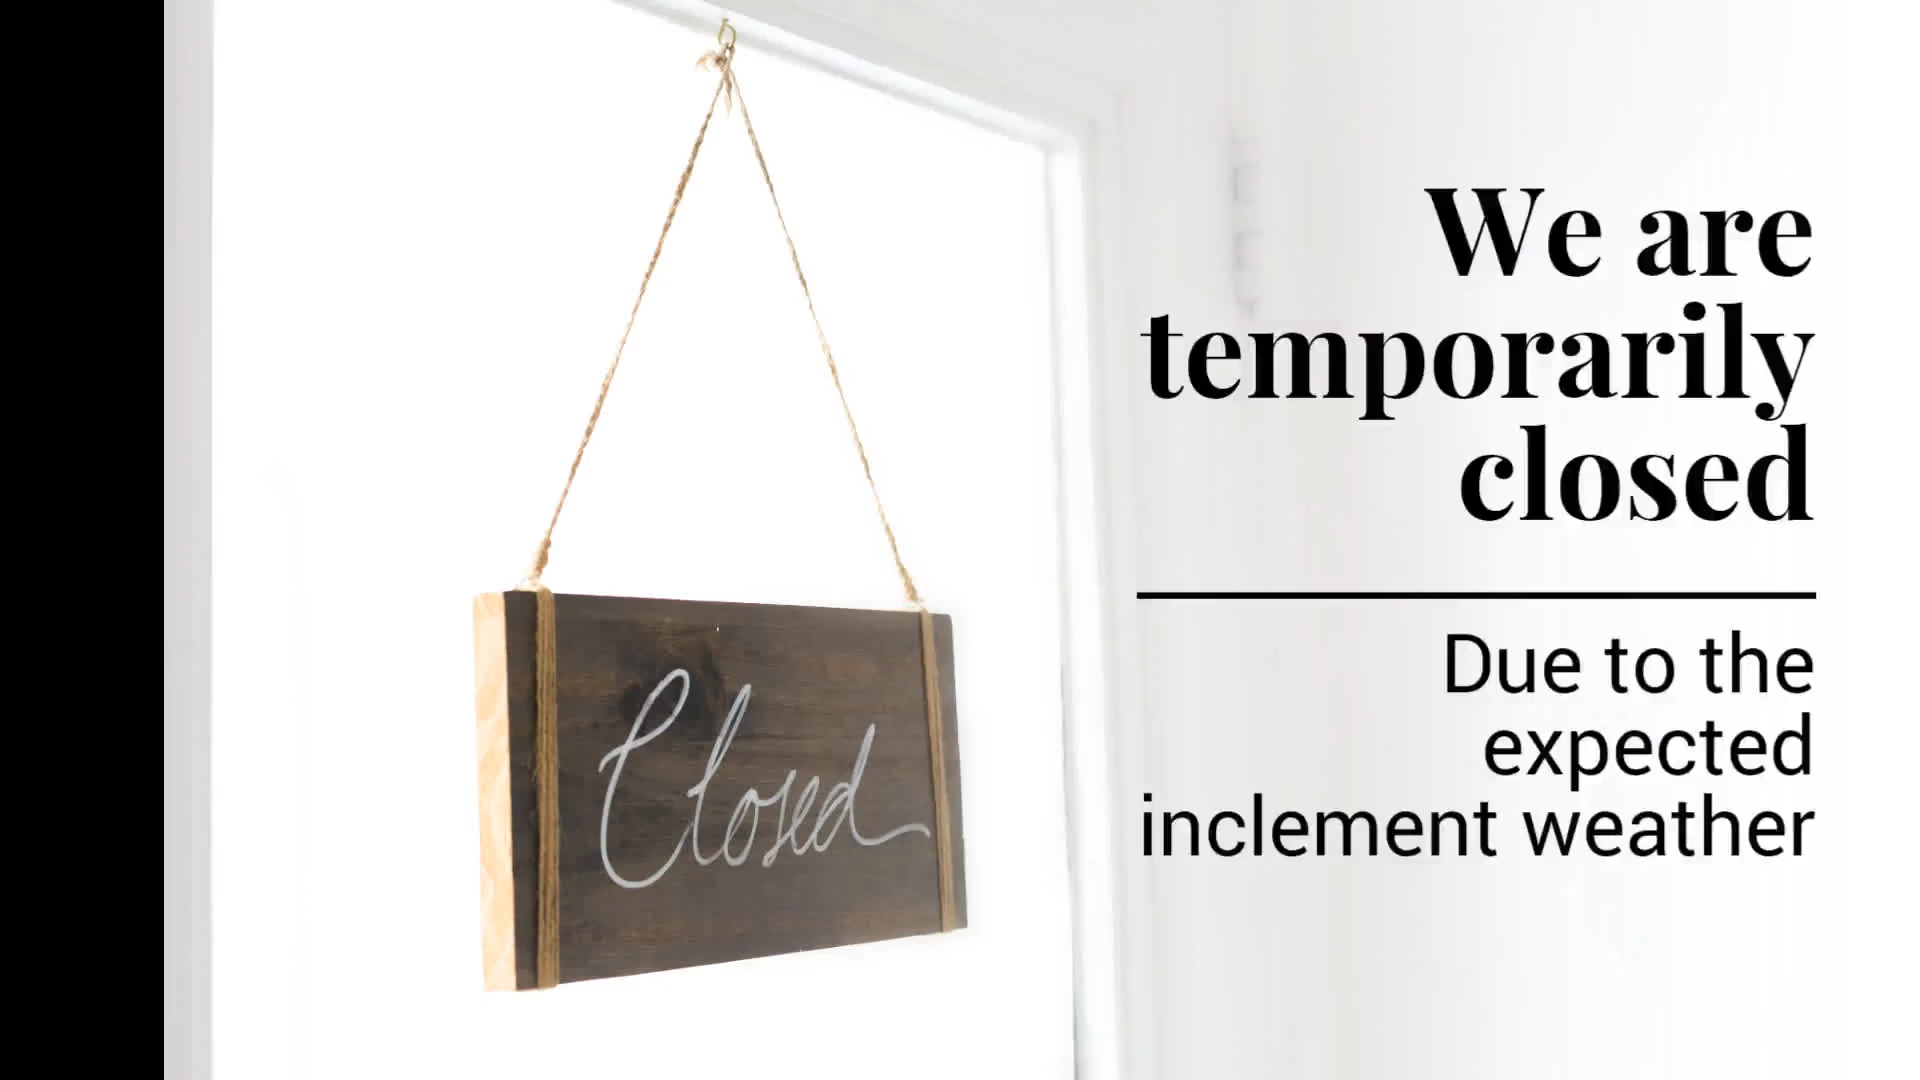 We are
temporarily
closed
Due to the
expected
inclement weather
Closed